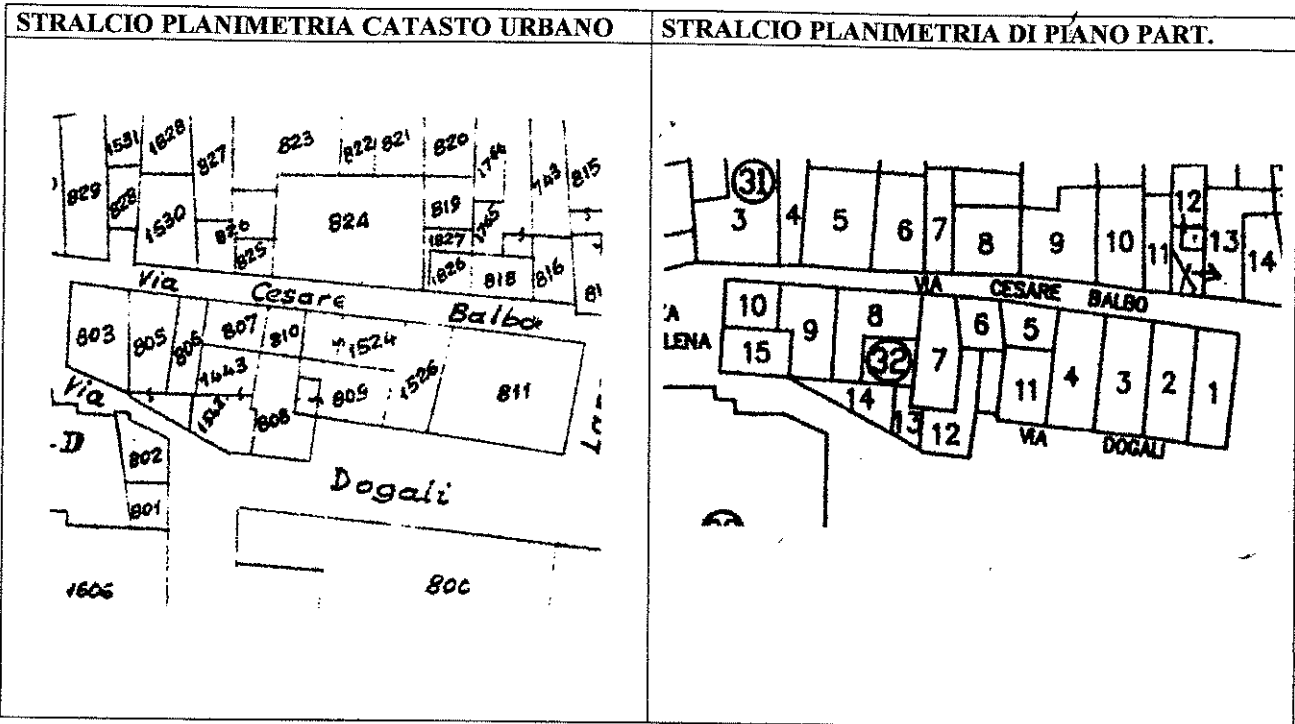 STRALCIO PLANIMETRIA CATASTO URBANO
STRALCIO PLANIMETRIA DI PIANO PART.
1531 1828 827 823 822 821 820 1744 743 815
829 828 1530 826 825 824 819 1745
1827 1826 818 816 81
Via Cesare Balbo
803 805 806 807 810 1524
1443 809 1526 811
808
Via
802
801
Dogali
1606
800
31
3 4 5 6 7 8 9 10 11 12 13 14
VIA CESARE BALBO
LENA
10 9 8 6 5
15 32 7 11 4 3 2 1
14 13 12
VIA DOGALI